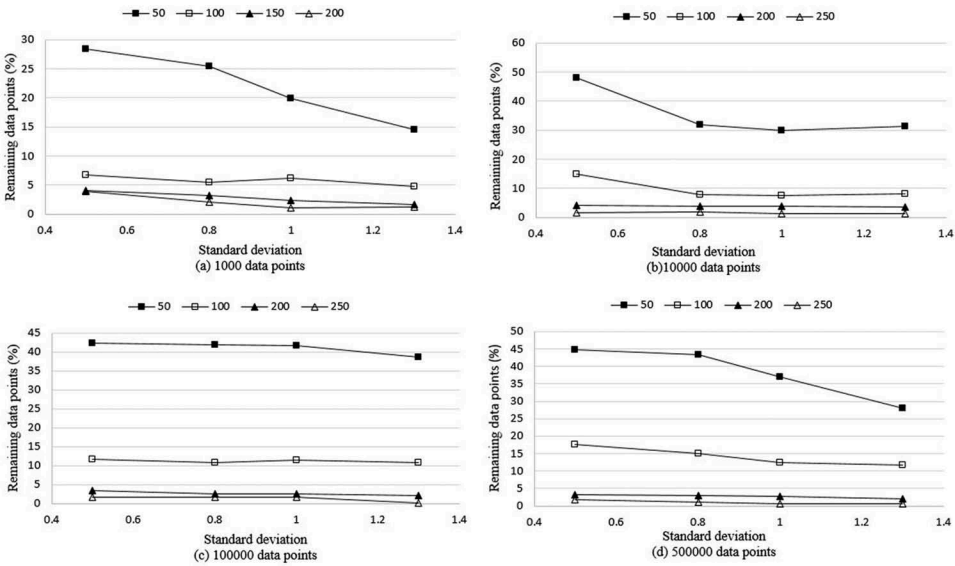 50 100 150 200
30
25
20
15
10
5
0
0.4 0.6 0.8 1 1.2 1.4
Remaining data points (%)
Standard deviation
(a) 1000 data points
50 100 200 250
60
50
40
30
20
10
0
0.4 0.6 0.8 1 1.2 1.4
Remaining data points (%)
Standard deviation
(b)10000 data points
50 100 200 250
45
40
35
30
25
20
15
10
5
0
0.4 0.6 0.8 1 1.2 1.4
Remaining data points (%)
Standard deviation
(c) 100000 data points
50 100 200 250
50
45
40
35
30
25
20
15
10
5
0
0.4 0.6 0.8 1 1.2 1.4
Remaining data points (%)
Standard deviation
(d) 500000 data points